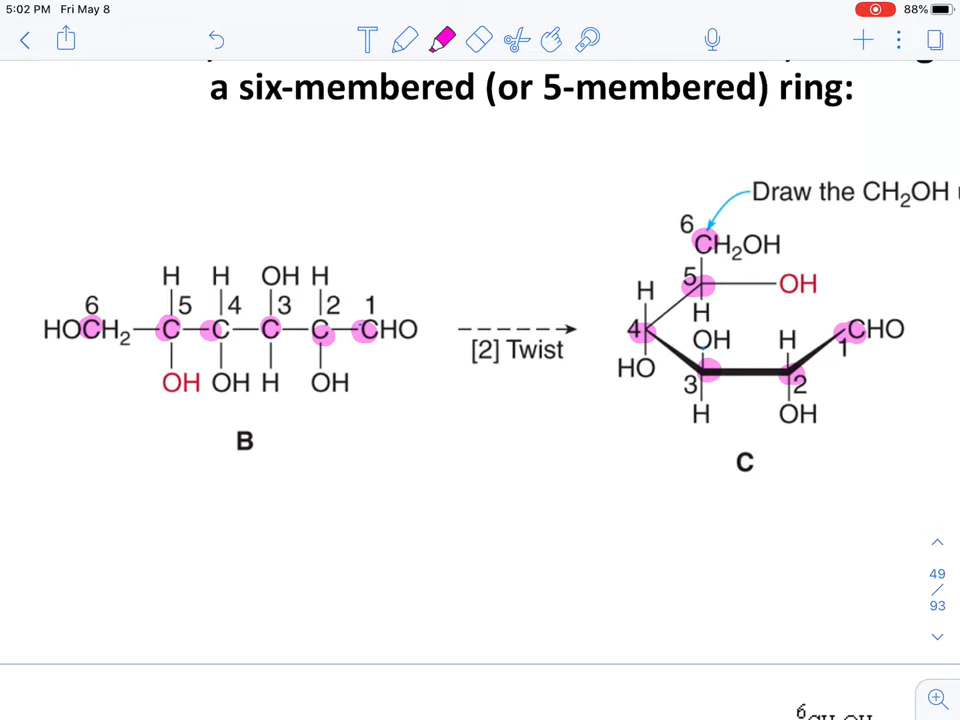 5:02 PM Fri May 8
88%
T
a six-membered (or 5-membered) ring:
Draw the CH₂OH
6
CH₂OH
5
OH
H
H
4
OH
H
CHO
1
HO
3
2
H
OH
C
H H OH H
6 5 4 3 2 1
HOCH₂—C—C—C—C—CHO
OH OH H OH
B
[2] Twist
49
/
93
6